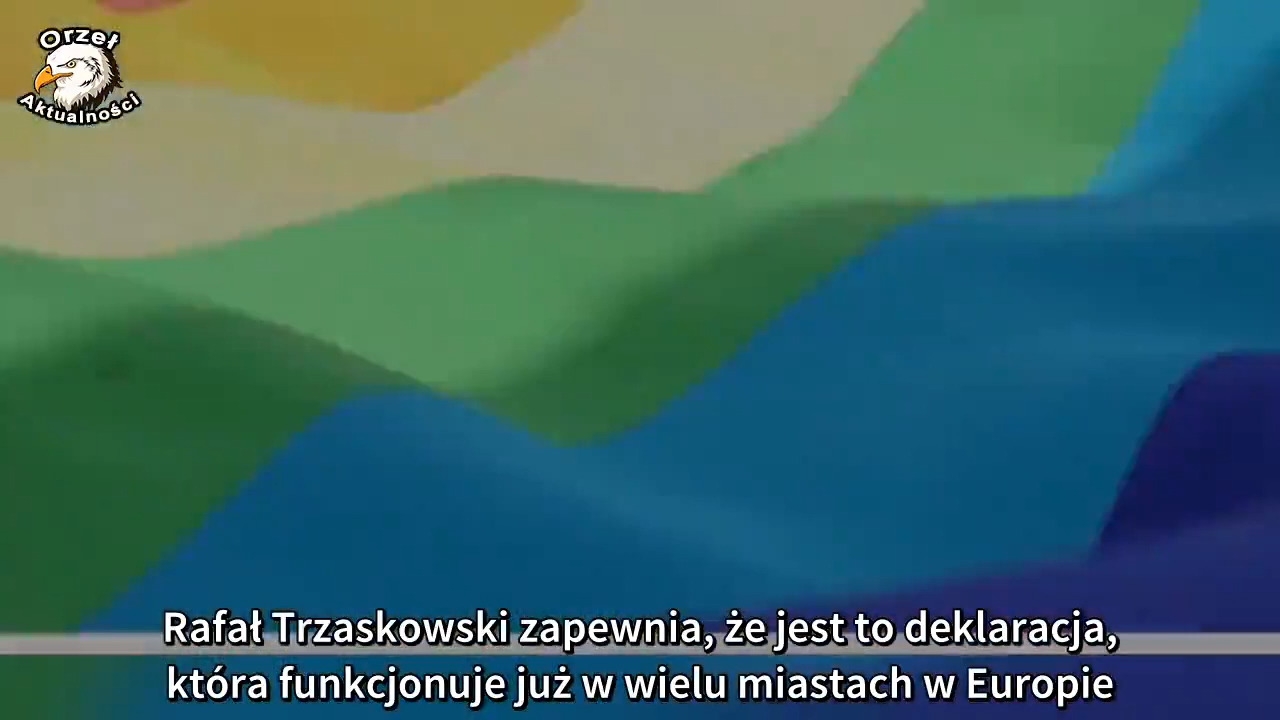 Orzeł
Aktualności
Rafał Trzaskowski zapewnia, że jest to deklaracja,
która funkcjonuje już w wielu miastach w Europie